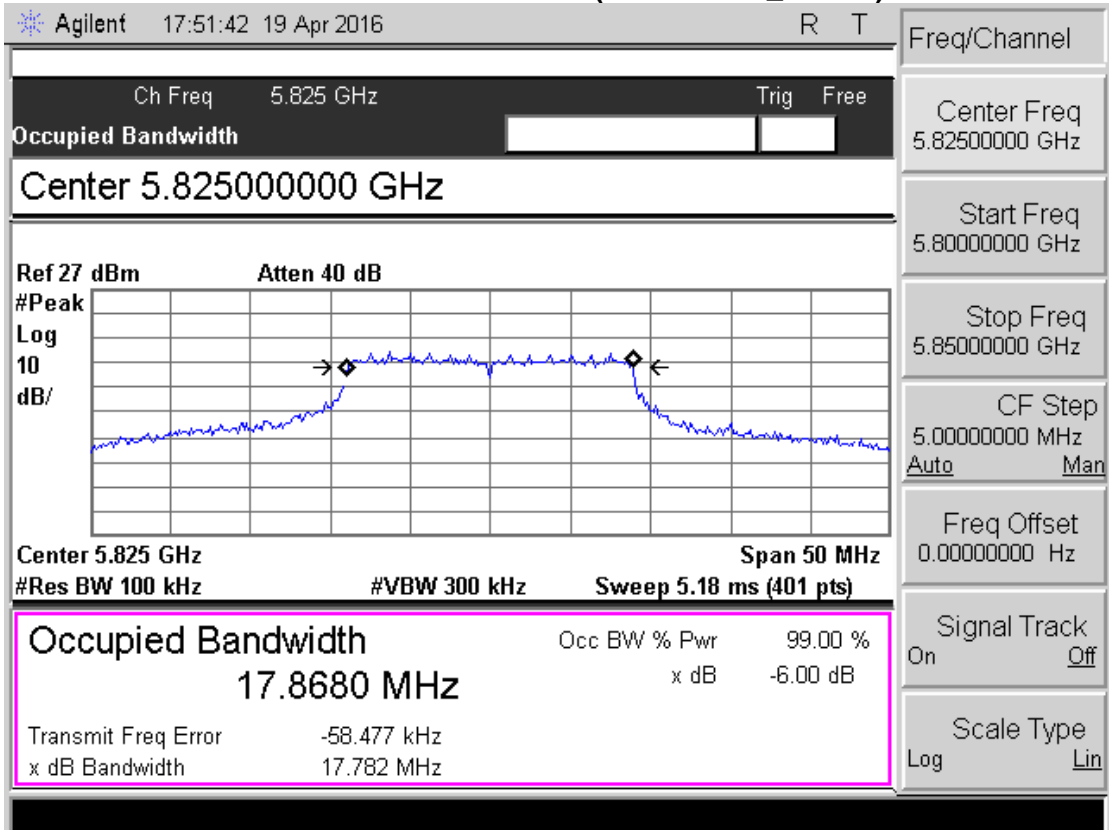 Agilent 17:51:42 19 Apr 2016 R T
Freq/Channel
Ch Freq 5.825 GHz Trig Free
Occupied Bandwidth
Center 5.825000000 GHz
Ref 27 dBm Atten 40 dB
#Peak
Log
10
dB/
Center 5.825 GHz Span 50 MHz
#Res BW 100 kHz #VBW 300 kHz Sweep 5.18 ms (401 pts)
Occupied Bandwidth
17.8680 MHz
Occ BW % Pwr 99.00 %
x dB -6.00 dB
Transmit Freq Error -58.477 kHz
x dB Bandwidth 17.782 MHz
Center Freq
5.82500000 GHz
Start Freq
5.80000000 GHz
Stop Freq
5.85000000 GHz
CF Step
5.00000000 MHz
Auto Man
Freq Offset
0.00000000 Hz
Signal Track
On Off
Scale Type
Log Lin